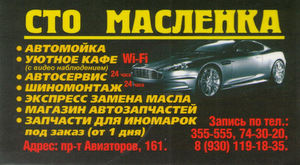 СТО МАСЛЕНКА
• АВТОМОЙКА
• УЮТНОЕ КАФЕ Wi-Fi
(с видео наблюдением)
• АВТОСЕРВИС 24 часа
• ШИНОМОНТАЖ 24 часа
• ЭКСПРЕСС ЗАМЕНА МАСЛА
• МАГАЗИН АВТОЗАПЧАСТЕЙ
• ЗАПЧАСТИ ДЛЯ ИНОМАРОК
под заказ (от 1 дня)
Адрес: пр-т Авиаторов, 161.
Запись по тел.:
355-555, 74-30-20,
8 (930) 119-18-35.